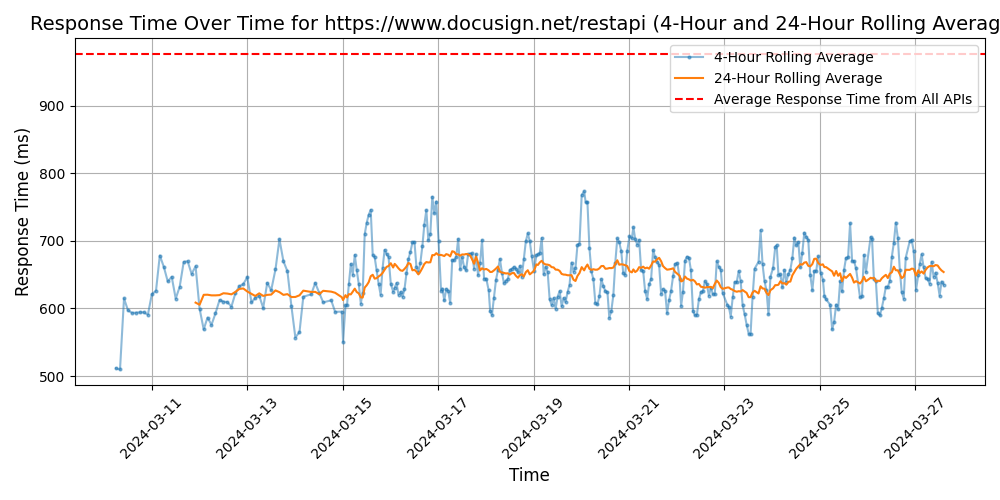 Response Time Over Time for https://www.docusign.net/restapi (4-Hour and 24-Hour Rolling Averag
4-Hour Rolling Average
24-Hour Rolling Average
Average Response Time from All APIs
Response Time (ms)
900
800
700
600
500
2024-03-11
2024-03-13
2024-03-15
2024-03-17
2024-03-19
2024-03-21
2024-03-23
2024-03-25
2024-03-27
Time